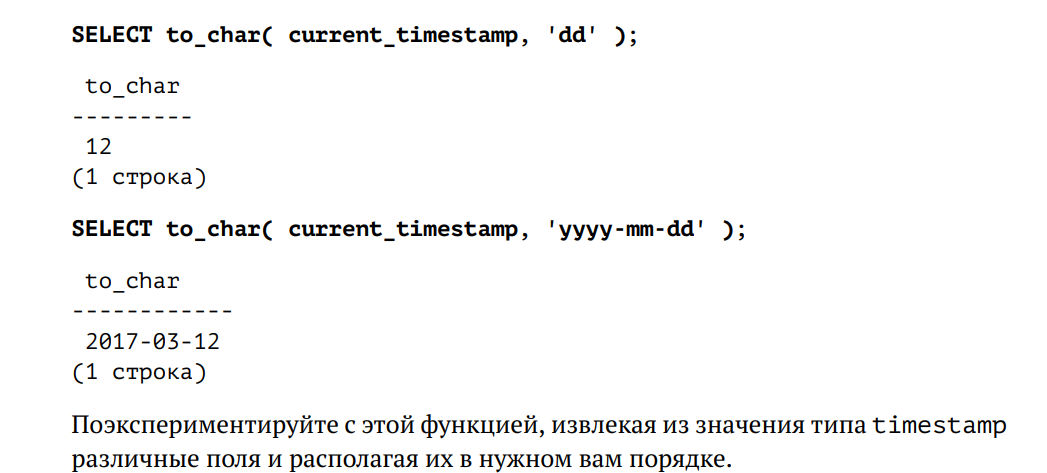 SELECT to_char( current_timestamp, 'dd' );
to_char
---------
12
(1 строка)
SELECT to_char( current_timestamp, 'yyyy-mm-dd' );
to_char
------------
2017-03-12
(1 строка)
Поэкспериментируйте с этой функцией, извлекая из значения типа timestamp
различные поля и располагая их в нужном вам порядке.